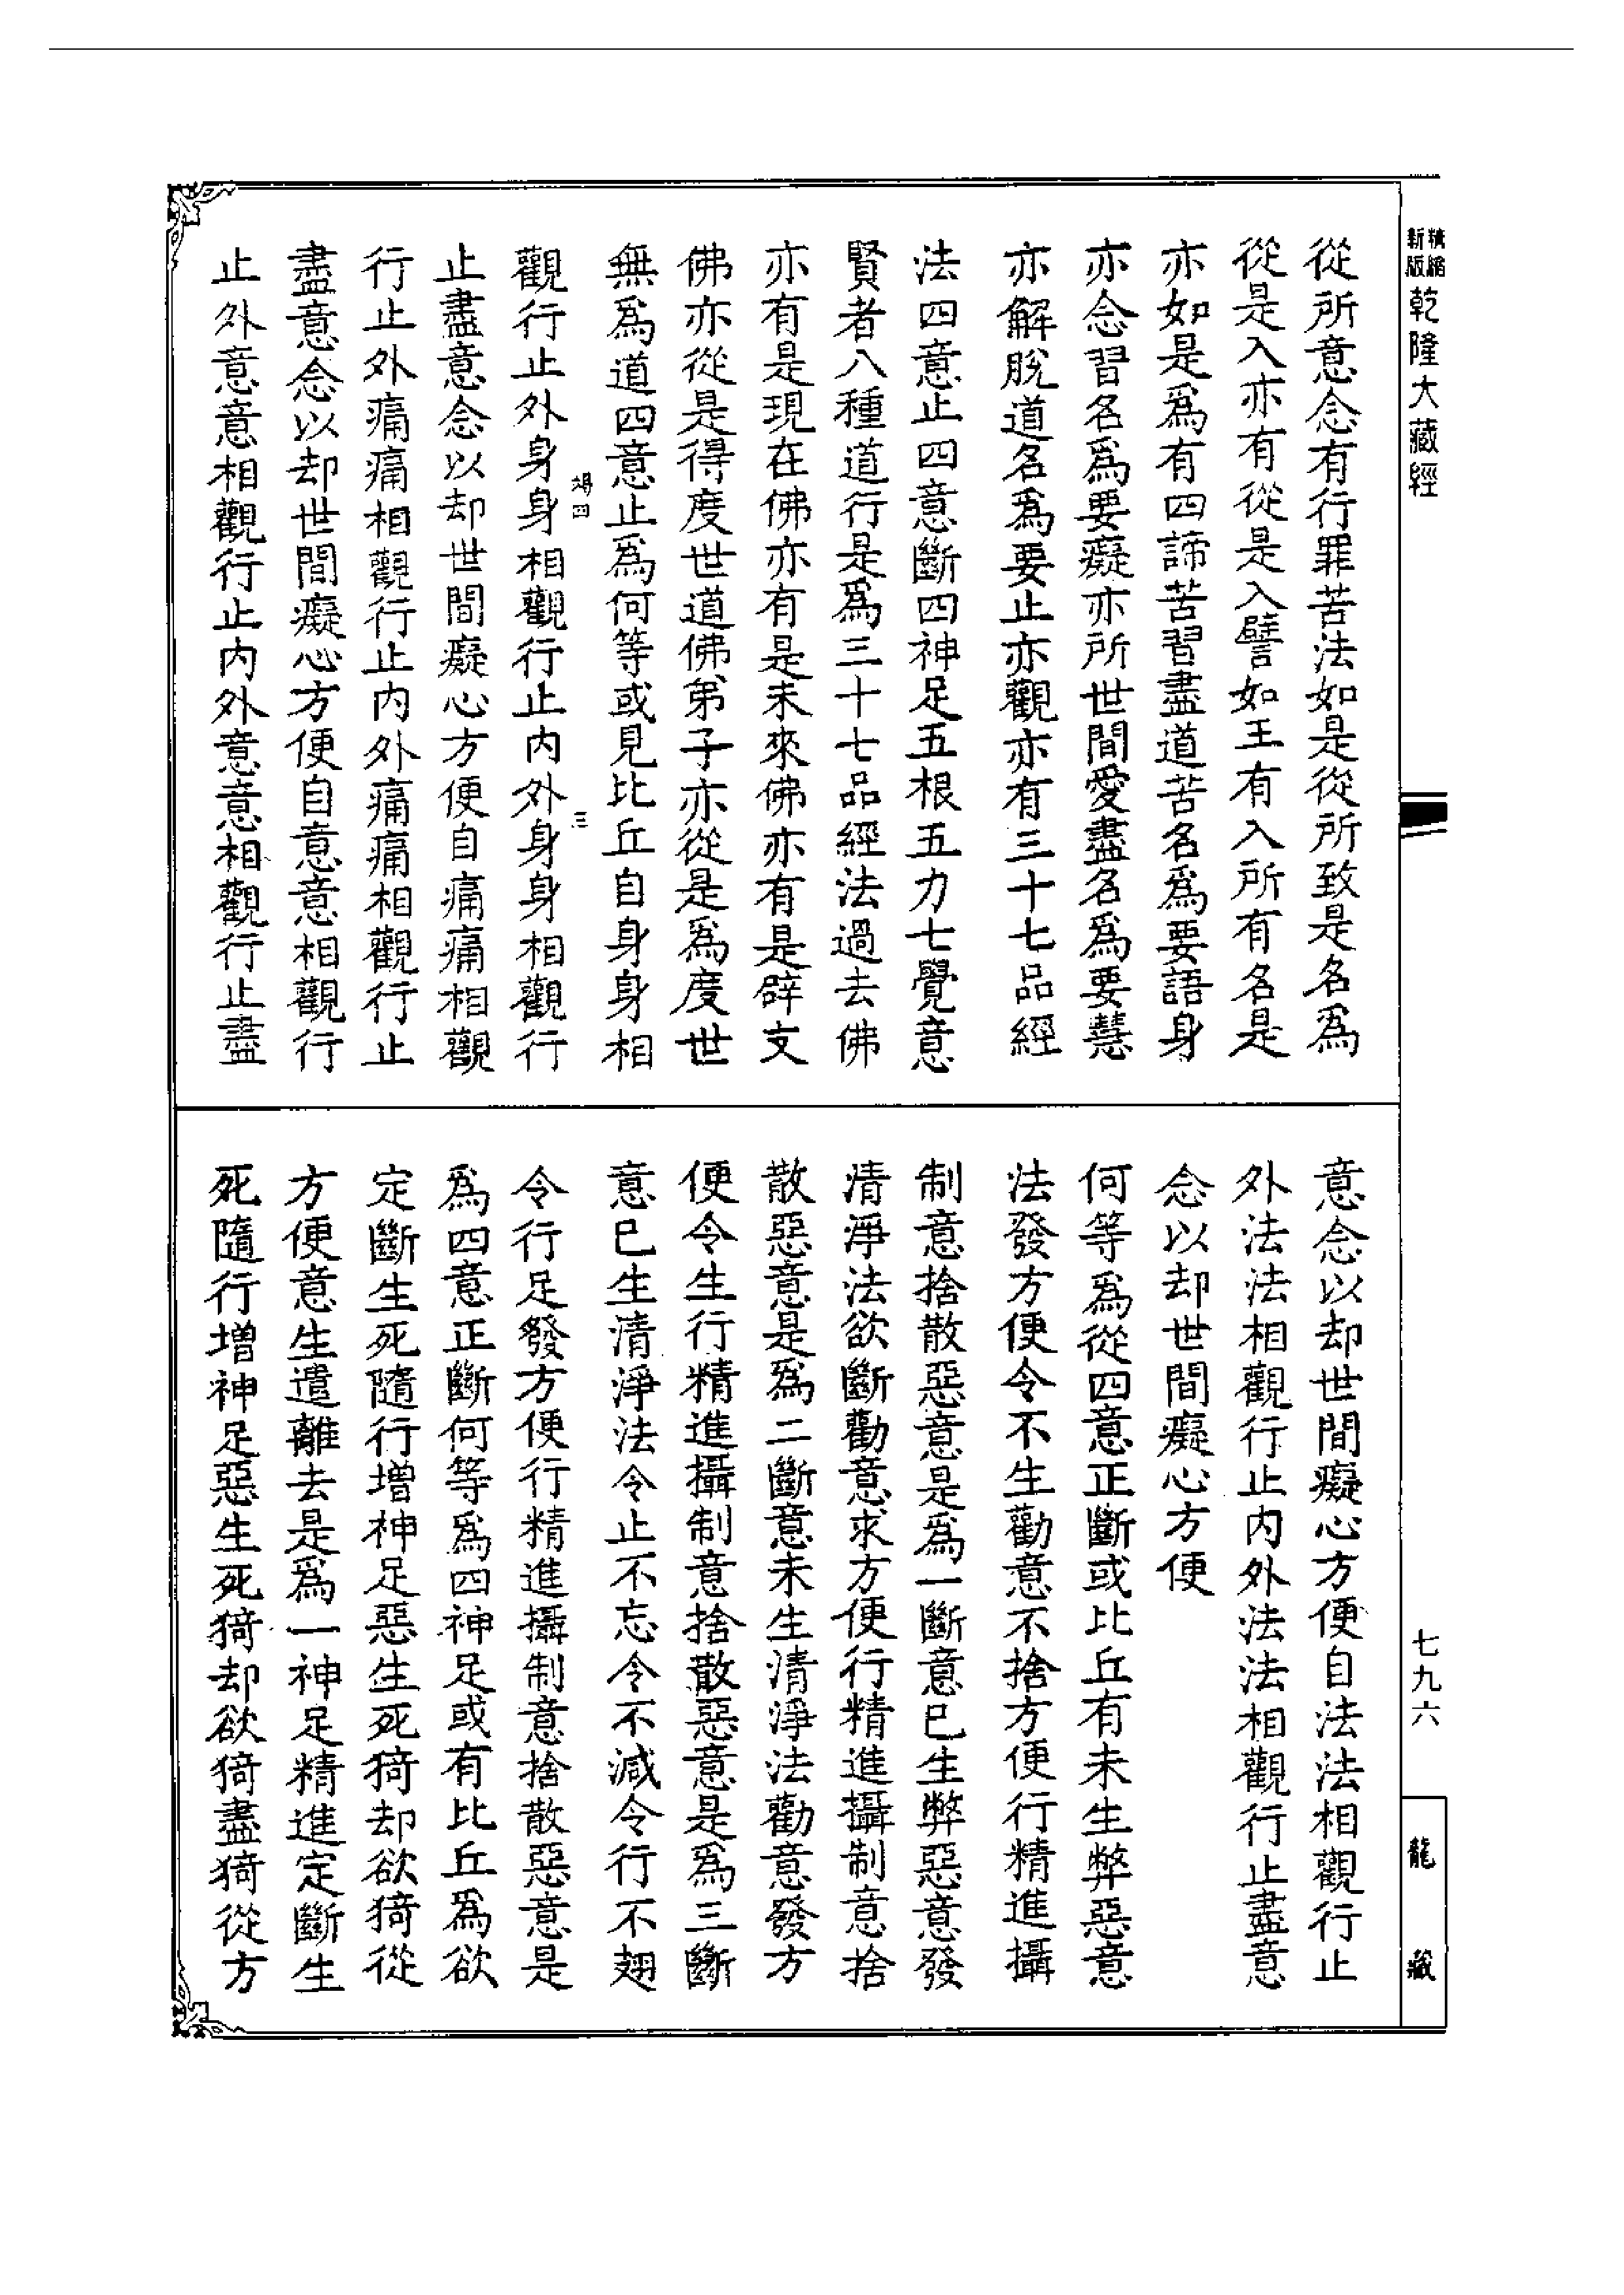 精縮新版乾隆大藏經
七九六
龍藏
從所意念有行罪苦法如是從所致是名爲
從是入亦有從是入譬如王有入所有名是
亦如是爲有四諦苦習盡道苦名爲要語身
亦念習名爲要癡亦所世間愛盡名爲要慧
亦解脫道名爲要止亦觀亦有三十七品經
法四意止四意斷四神足五根五力七覺意
賢者八種道行是爲三十七品經法過去佛
亦有是現在佛亦有是未來佛亦有是辟支
佛亦從是得度世道佛弟子亦從是爲度世
無爲道四意止爲何等或見比丘自身身相
竭四 三
觀行止外身身相觀行止內外身身相觀行
止盡意念以却世間癡心方便自痛痛相觀
行止外痛痛相觀行止內外痛痛相觀行止
盡意念以却世間癡心方便自意意相觀行
止外意意相觀行止內外意意相觀行止盡
意念以却世間癡心方便自法法相觀行止
外法法相觀行止內外法法相觀行止盡意
念以却世間癡心方便
何等爲從四意正斷或比丘有未生弊惡意
法發方便令不生勸意不捨方便行精進攝
制意捨散惡意是爲一斷意已生弊惡意發
清淨法欲斷勸意求方便行精進攝制意捨
散惡意是爲二斷意未生清淨法勸意發方
便令生行精進攝制意捨散惡意是爲三斷
意已生清淨法令止不忘令不減令行不翅
令行足發方便行精進攝制意捨散惡意是
爲四意正斷何等爲四神足或有比丘爲欲
定斷生死隨行增神足惡生死猗却欲猗從
方便意生遣離去是爲一神足精進定斷生
死隨行增神足惡生死猗却欲猗盡猗從方